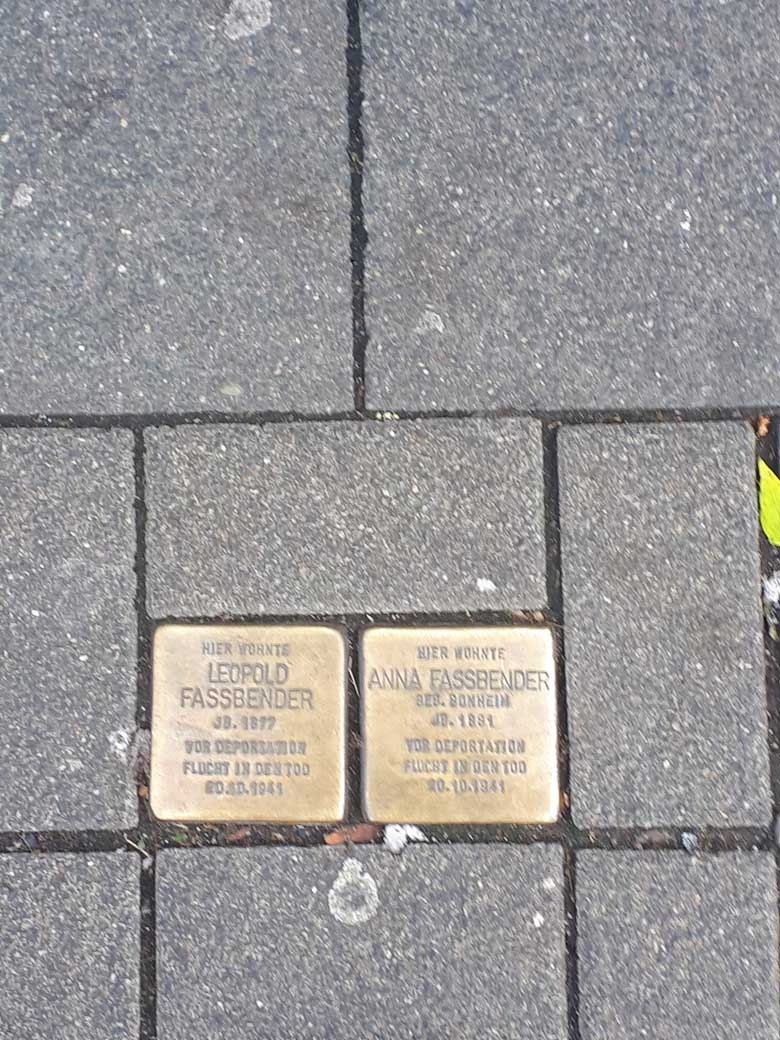 HIER WOHNTE
LEOPOLD
FASSBENDER
JG. 1877
VOR DEPORTATION
FLUCHT IN DEN TOD
20.10.1941
HIER WOHNTE
ANNA FASSBENDER
GEB. BONHEIM
JG. 1881
VOR DEPORTATION
FLUCHT IN DEN TOD
20.10.1941